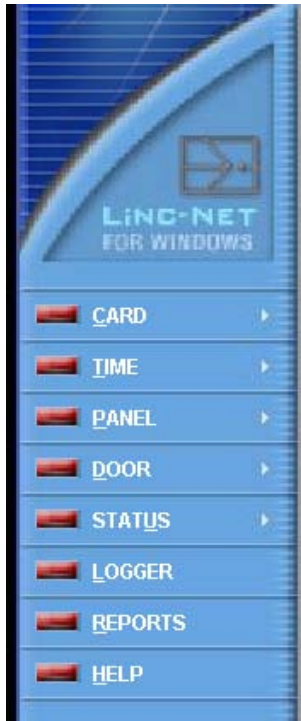 LiNC-NET
FOR WINDOWS
CARD
TIME
PANEL
DOOR
STATUS
LOGGER
REPORTS
HELP